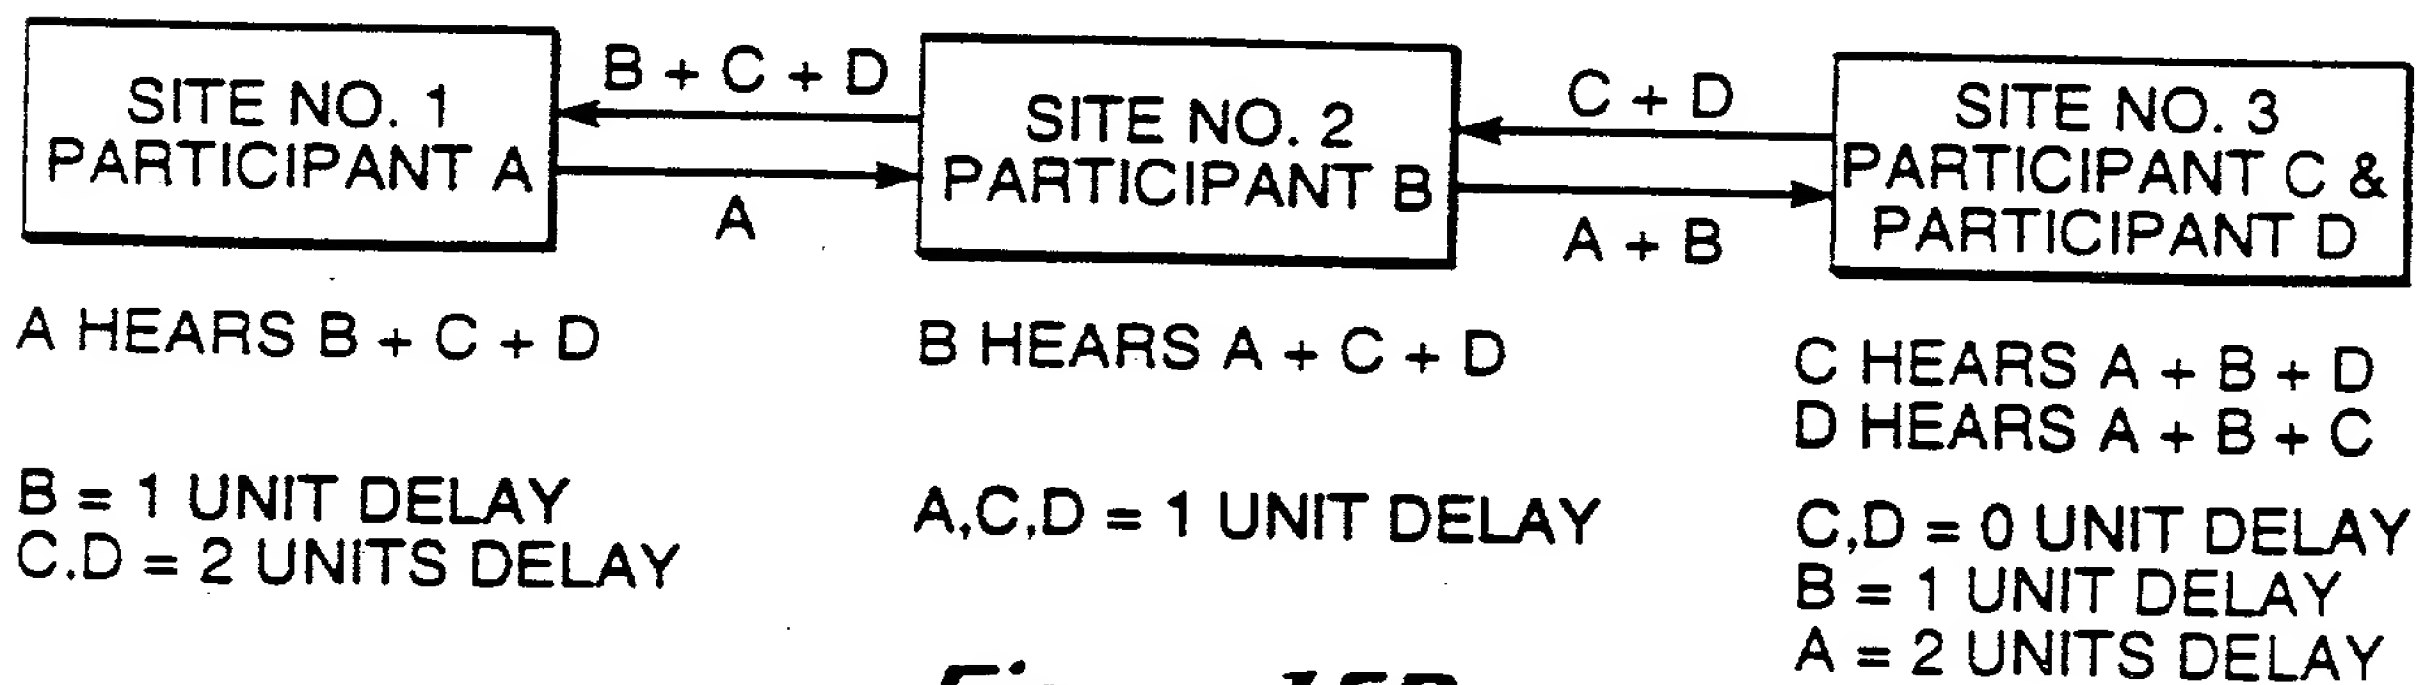 SITE NO. 1
PARTICIPANT A
B + C + D
A
SITE NO. 2
PARTICIPANT B
C + D
A + B
SITE NO. 3
PARTICIPANT C &
PARTICIPANT D
A HEARS B + C + D
B HEARS A + C + D
C HEARS A + B + D
D HEARS A + B + C
B = 1 UNIT DELAY
C.D = 2 UNITS DELAY
A,C,D = 1 UNIT DELAY
C,D = 0 UNIT DELAY
B = 1 UNIT DELAY
A = 2 UNITS DELAY